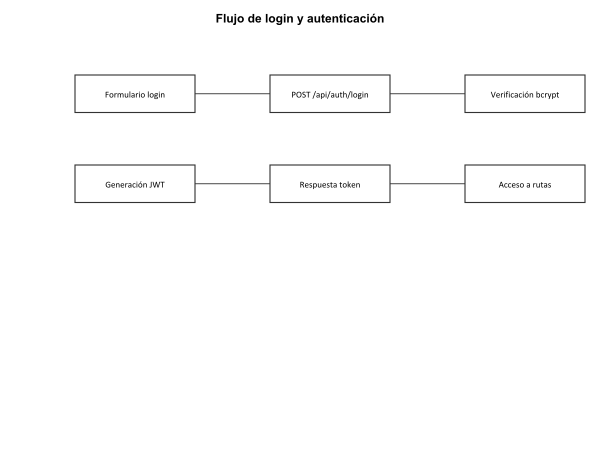 Flujo de login y autenticación
Formulario login
POST /api/auth/login
Verificación bcrypt
Generación JWT
Respuesta token
Acceso a rutas